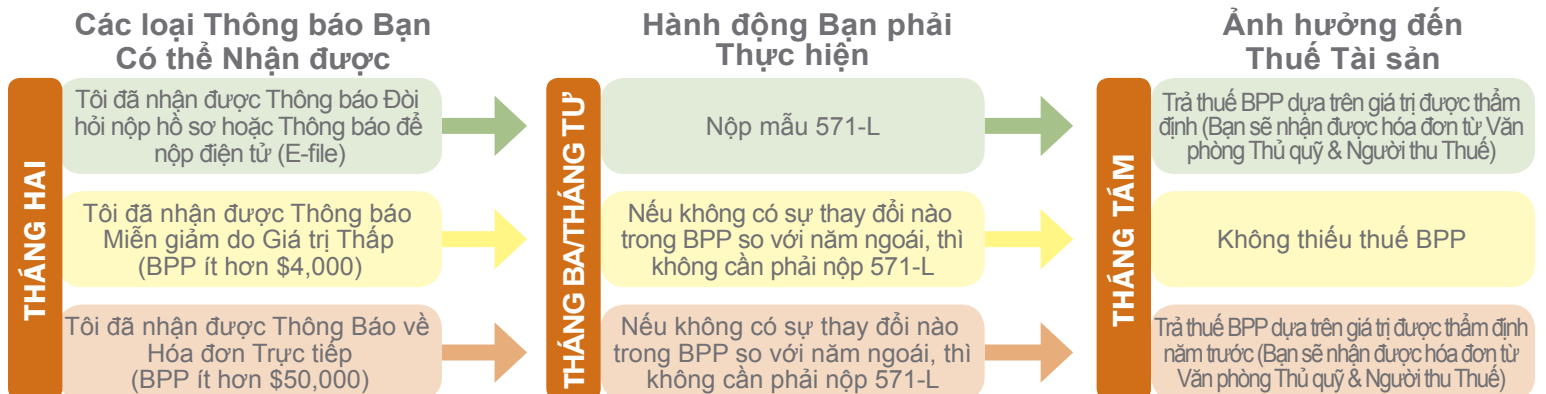 Các loại Thông báo Bạn
Có thể Nhận được
Hành động Bạn phải
Thực hiện
Ảnh hưởng đến
Thuế Tài sản
THÁNG HAI
Tôi đã nhận được Thông báo Đòi
hỏi nộp hồ sơ hoặc Thông báo để
nộp điện tử (E-file)
THÁNG BA/THÁNG TƯ
Nộp mẫu 571-L
THÁNG TÁM
Trả thuế BPP dựa trên giá trị được thẩm
định (Bạn sẽ nhận được hóa đơn từ Văn
phòng Thủ quỹ & Người thu Thuế)
Tôi đã nhận được Thông báo
Miễn giảm do Giá trị Thấp
(BPP ít hơn $4,000)
Nếu không có sự thay đổi nào
trong BPP so với năm ngoái, thì
không cần phải nộp 571-L
Không thiếu thuế BPP
Tôi đã nhận được Thông Báo về
Hóa đơn Trực tiếp
(BPP ít hơn $50,000)
Nếu không có sự thay đổi nào
trong BPP so với năm ngoái, thì
không cần phải nộp 571-L
Trả thuế BPP dựa trên giá trị được thẩm định
năm trước (Bạn sẽ nhận được hóa đơn từ
Văn phòng Thủ quỹ & Người thu Thuế)